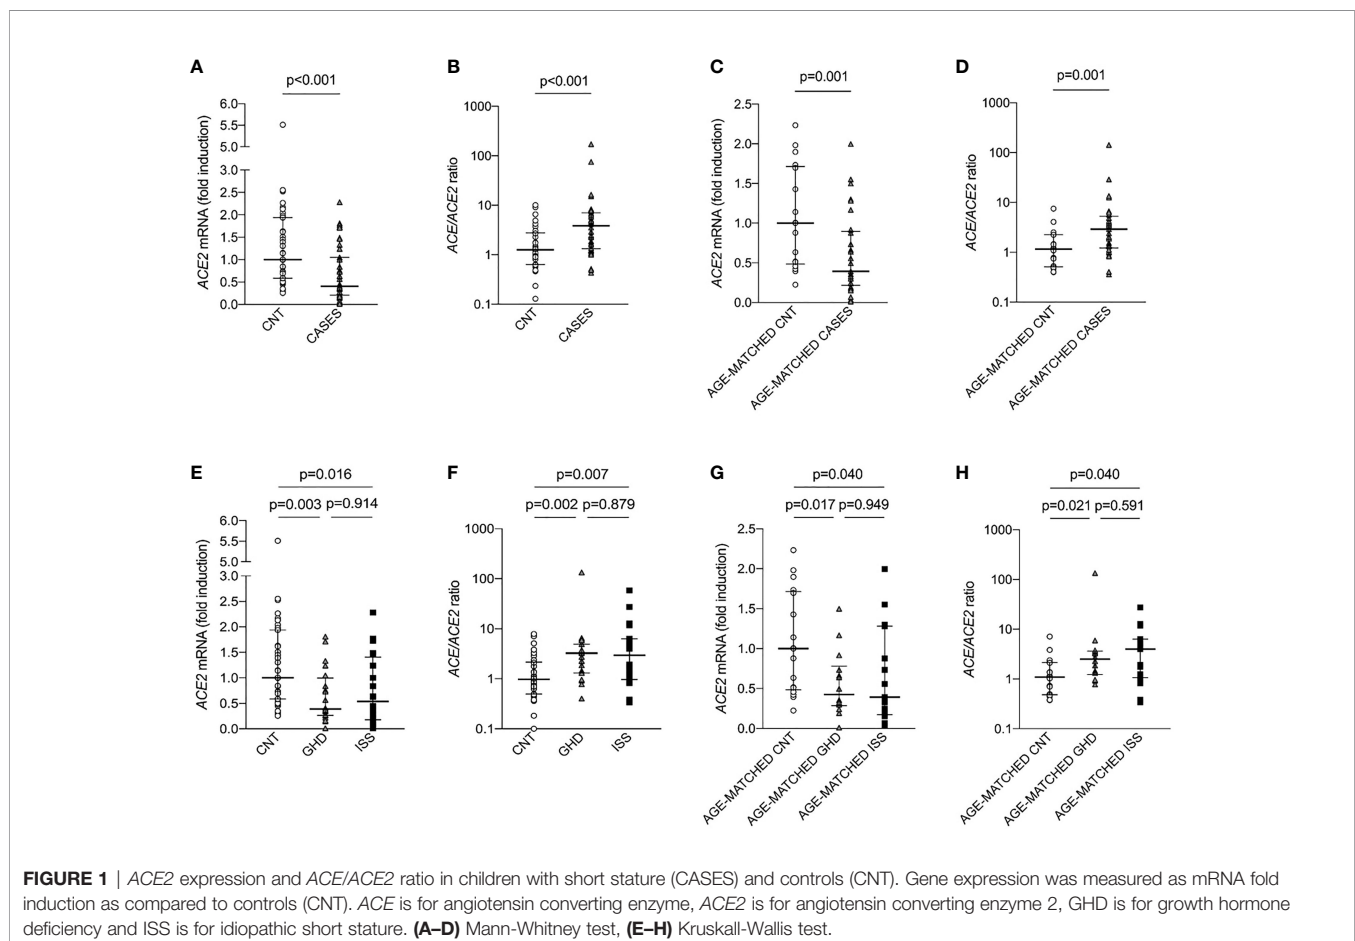 A
p<0.001
ACE2 mRNA (fold induction)
6.0
5.5
5.0
3.0
2.5
2.0
1.5
1.0
0.5
0.0
CNT
CASES
B
p<0.001
ACE/ACE2 ratio
1000
100
10
1
0.1
CNT
CASES
C
p=0.001
ACE2 mRNA (fold induction)
2.5
2.0
1.5
1.0
0.5
0.0
AGE-MATCHED CNT
AGE-MATCHED CASES
D
p=0.001
ACE/ACE2 ratio
1000
100
10
1
0.1
AGE-MATCHED CNT
AGE-MATCHED CASES
E
p=0.016
p=0.003 p=0.914
ACE2 mRNA (fold induction)
6.0
5.5
5.0
3.0
2.5
2.0
1.5
1.0
0.5
0.0
CNT
GHD
ISS
F
p=0.007
p=0.002 p=0.879
ACE/ACE2 ratio
1000
100
10
1
0.1
CNT
GHD
ISS
G
p=0.040
p=0.017 p=0.949
ACE2 mRNA (fold induction)
2.5
2.0
1.5
1.0
0.5
0.0
AGE-MATCHED CNT
AGE-MATCHED GHD
AGE-MATCHED ISS
H
p=0.040
p=0.021 p=0.591
ACE/ACE2 ratio
1000
100
10
1
0.1
AGE-MATCHED CNT
AGE-MATCHED GHD
AGE-MATCHED ISS
FIGURE 1 | ACE2 expression and ACE/ACE2 ratio in children with short stature (CASES) and controls (CNT). Gene expression was measured as mRNA fold
induction as compared to controls (CNT). ACE is for angiotensin converting enzyme, ACE2 is for angiotensin converting enzyme 2, GHD is for growth hormone
deficiency and ISS is for idiopathic short stature. (A–D) Mann-Whitney test, (E–H) Kruskall-Wallis test.